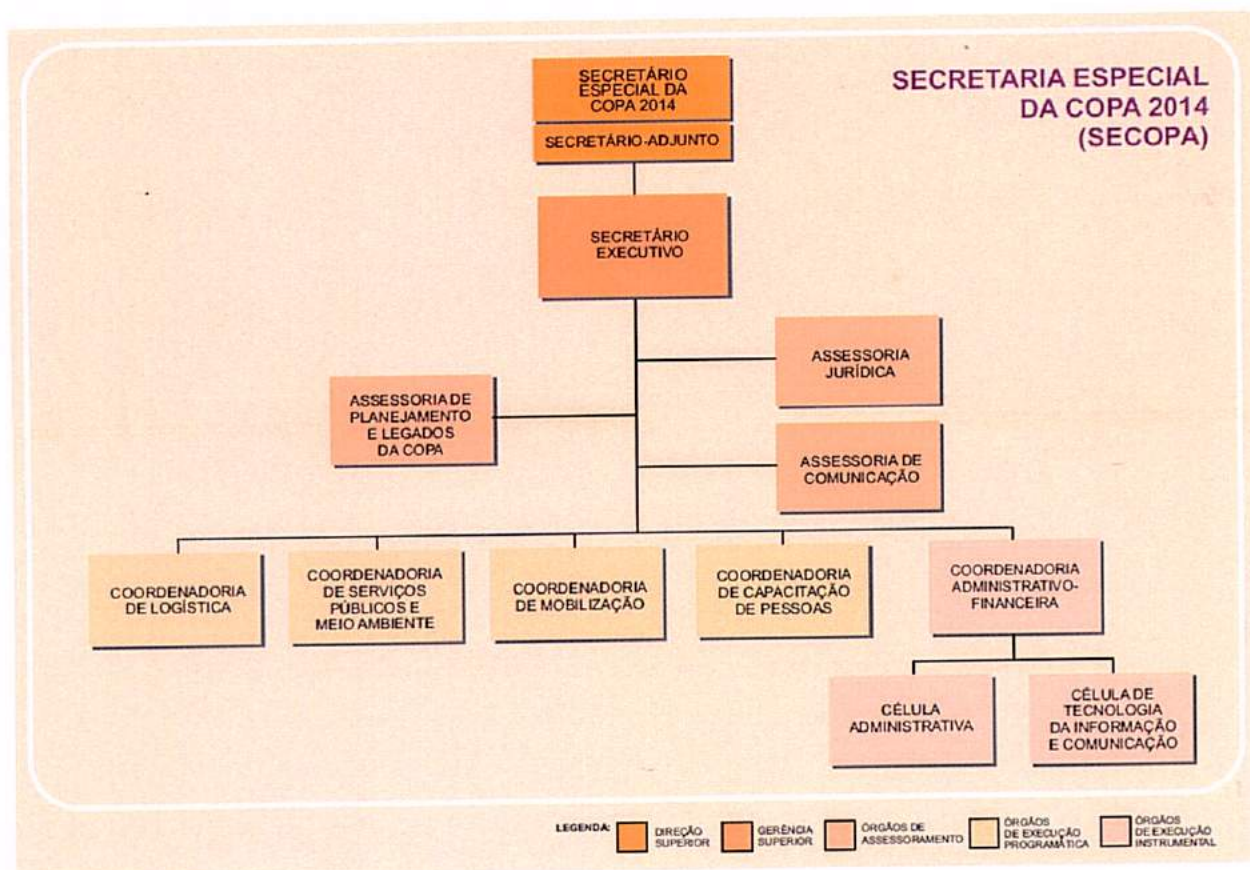 SECRETARIA ESPECIAL
DA COPA 2014
(SECOPA)
SECRETÁRIO
ESPECIAL DA
COPA 2014
SECRETÁRIO-ADJUNTO
SECRETÁRIO
EXECUTIVO
ASSESSORIA
JURÍDICA
ASSESSORIA DE
PLANEJAMENTO
E LEGADOS
DA COPA
ASSESSORIA DE
COMUNICAÇÃO
COORDENADORIA
DE LOGÍSTICA
COORDENADORIA
DE SERVIÇOS
PÚBLICOS E
MEIO AMBIENTE
COORDENADORIA
DE MOBILIZAÇÃO
COORDENADORIA
DE CAPACITAÇÃO
DE PESSOAS
COORDENADORIA
ADMINISTRATIVO-
FINANCEIRA
CÉLULA
ADMINISTRATIVA
CÉLULA DE
TECNOLOGIA
DA INFORMAÇÃO
E COMUNICAÇÃO
LEGENDA:
DIREÇÃO
SUPERIOR
GERÊNCIA
SUPERIOR
ÓRGÃOS DE
ASSESSORAMENTO
ÓRGÃOS
DE EXECUÇÃO
PROGRAMÁTICA
ÓRGÃOS
DE EXECUÇÃO
INSTRUMENTAL